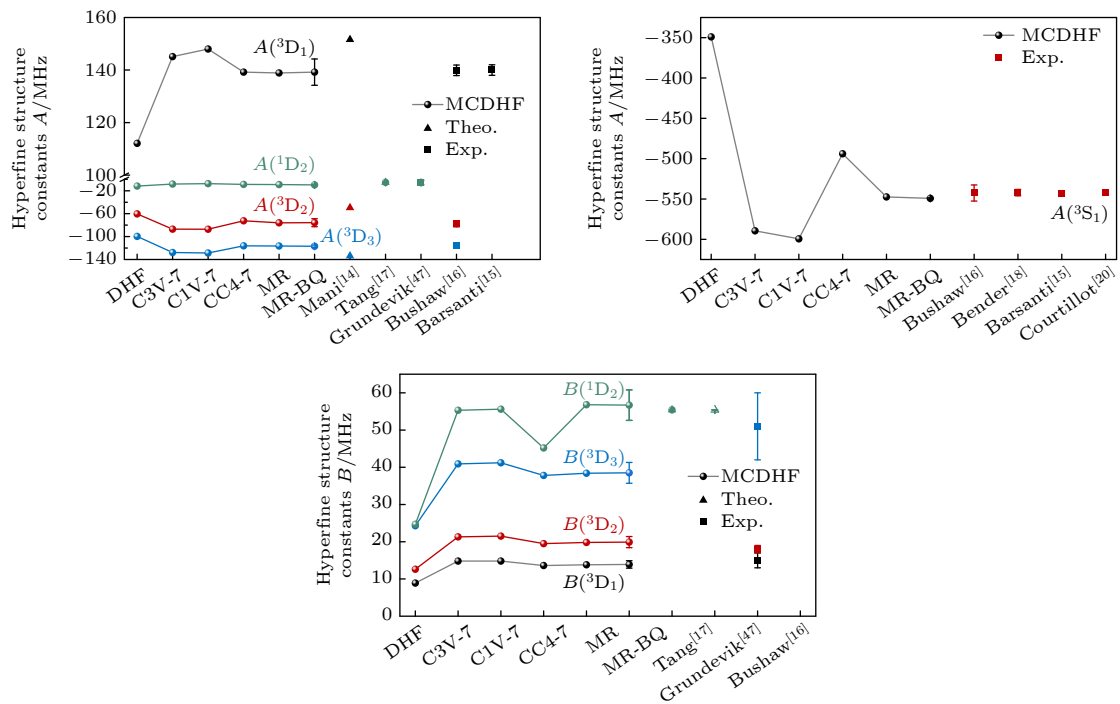 Hyperfine structure
constants A/MHz
160
140
120
100
−20
−60
−100
−140
A(³D₁)
A(¹D₂)
A(³D₂)
A(³D₃)
MCDHF
Theo.
Exp.
DHF
C3V-7
C1V-7
CC4-7
MR
MR-BQ
Mani[14]
Tang[17]
Grundevik[47]
Bushaw[16]
Barsanti[15]
Hyperfine structure
constants A/MHz
−350
−400
−450
−500
−550
−600
MCDHF
Exp.
A(³S₁)
DHF
C3V-7
C1V-7
CC4-7
MR
MR-BQ
Bushaw[16]
Bender[18]
Barsanti[15]
Courtillot[20]
Hyperfine structure
constants B/MHz
60
50
40
30
20
10
0
B(¹D₂)
B(³D₃)
B(³D₂)
B(³D₁)
MCDHF
Theo.
Exp.
DHF
C3V-7
C1V-7
CC4-7
MR
MR-BQ
Tang[17]
Grundevik[47]
Bushaw[16]